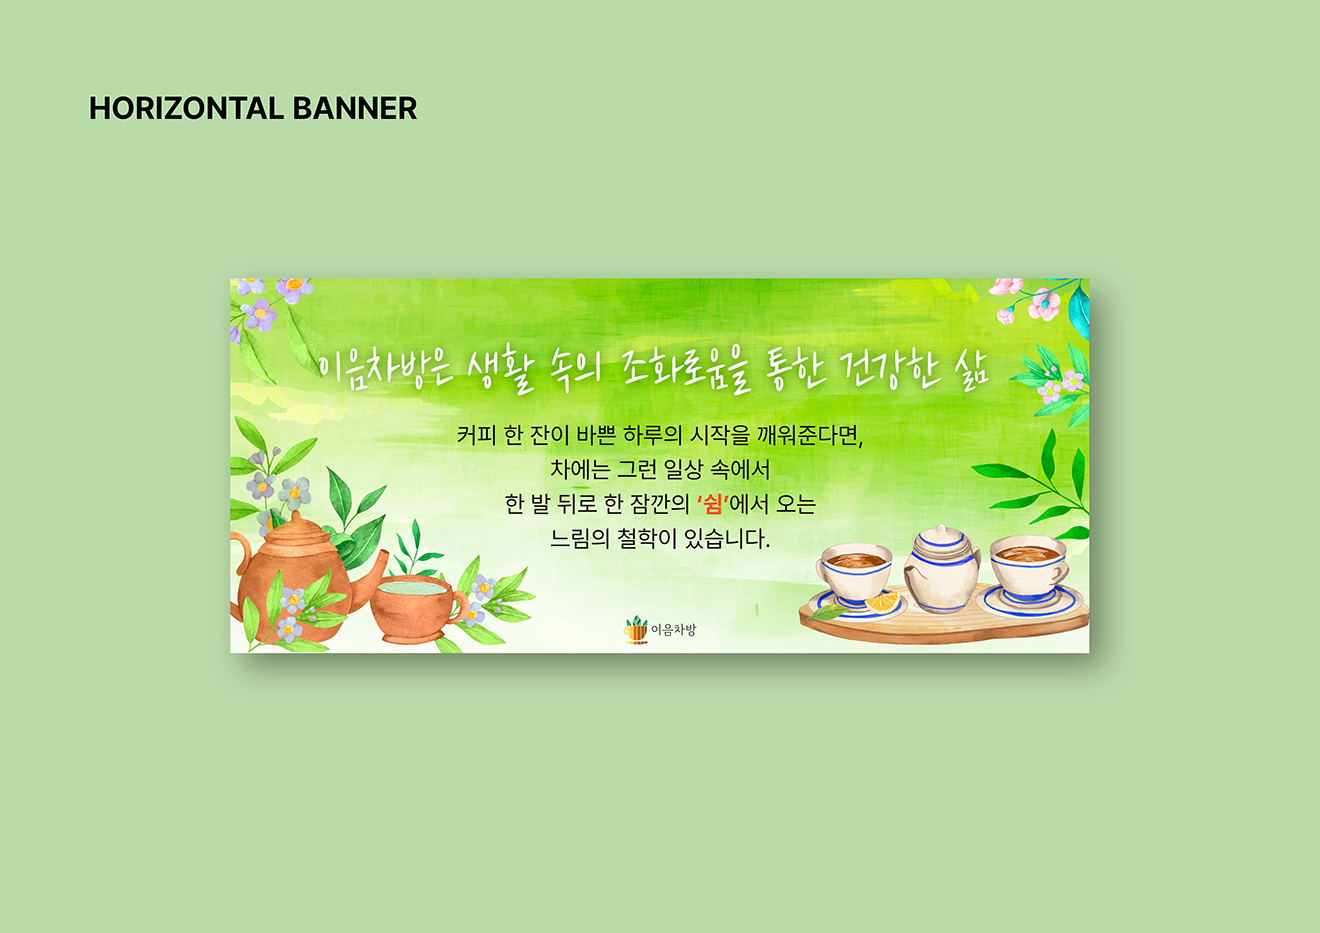 HORIZONTAL BANNER
이음차방은 생활 속의 조화로움을 통한 건강한 삶
커피 한 잔이 바쁜 하루의 시작을 깨워준다면,
차에는 그런 일상 속에서
한 발 뒤로 한 잠깐의 ‘쉼’에서 오는
느림의 철학이 있습니다.
이음차방